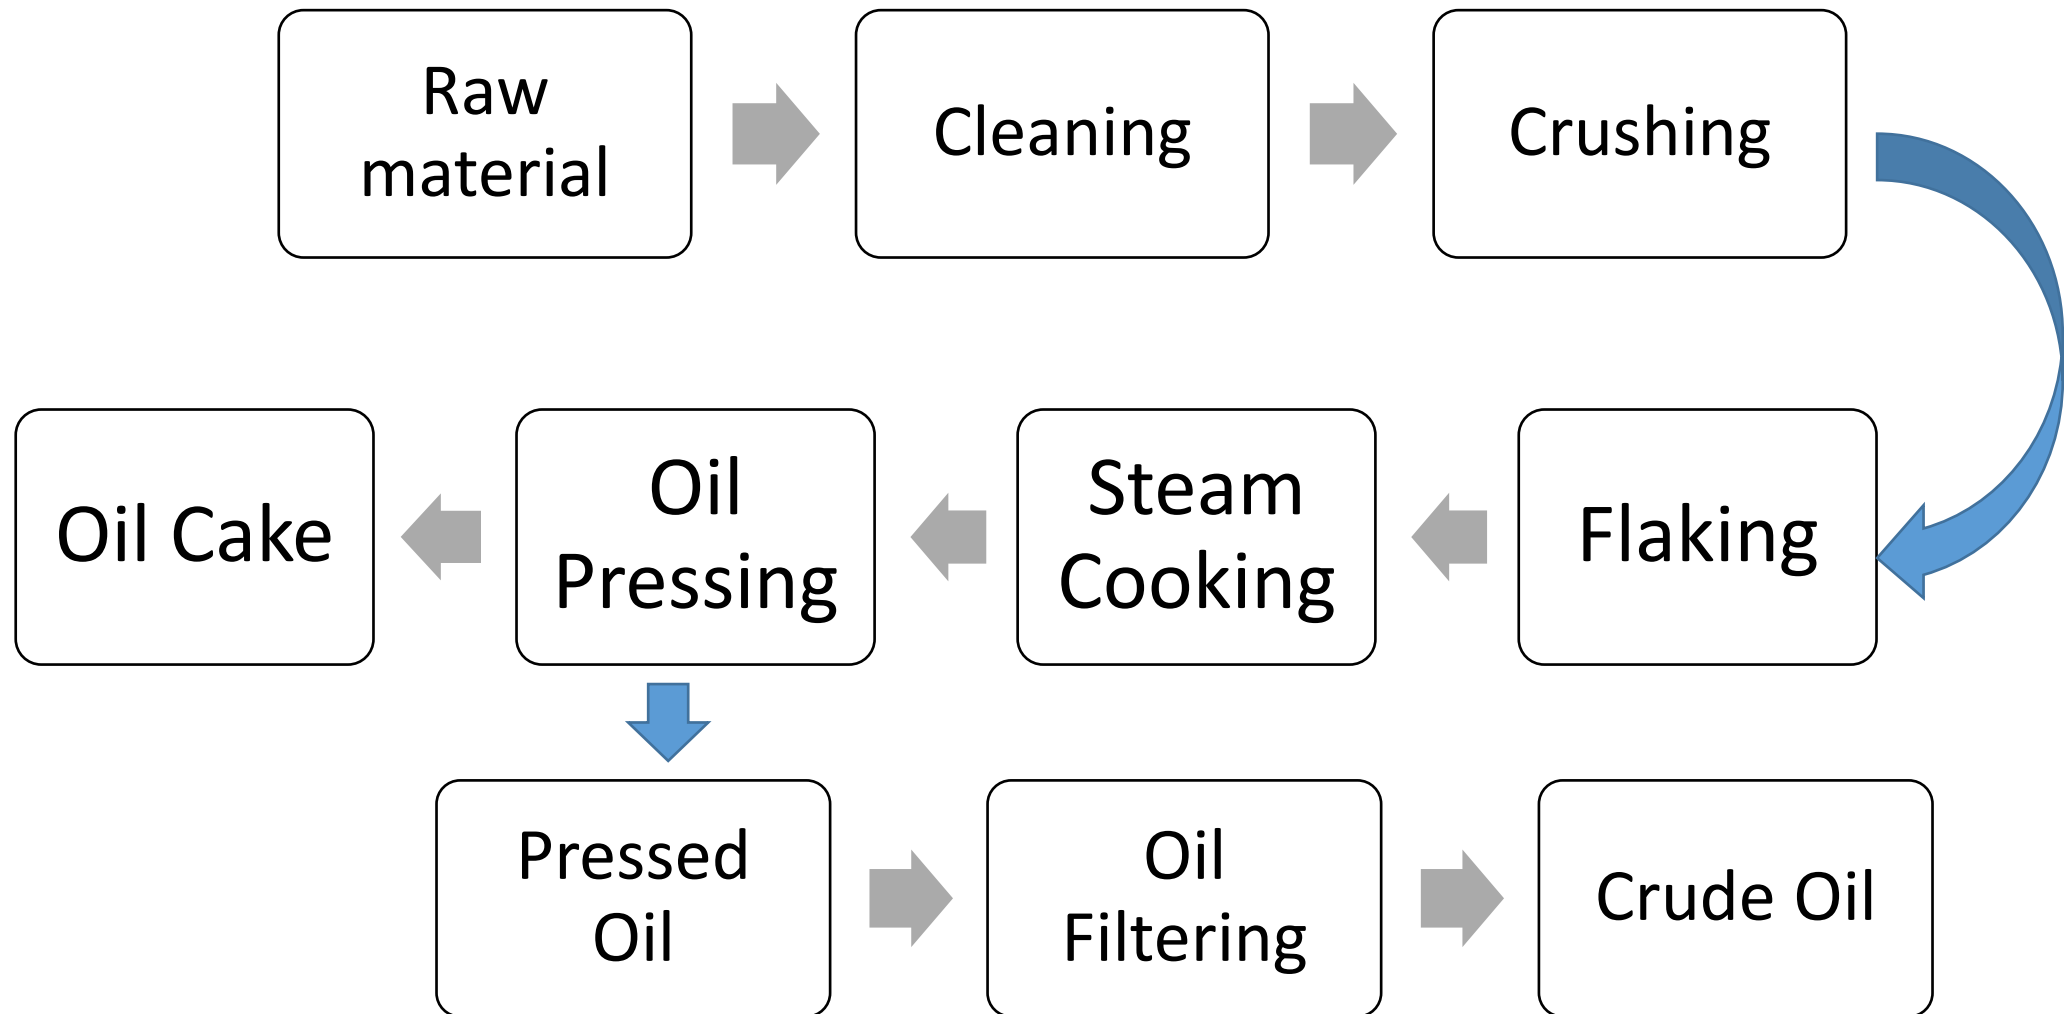 Raw
material
Cleaning
Crushing
Oil Cake
Oil
Pressing
Steam
Cooking
Flaking
Pressed
Oil
Oil
Filtering
Crude Oil